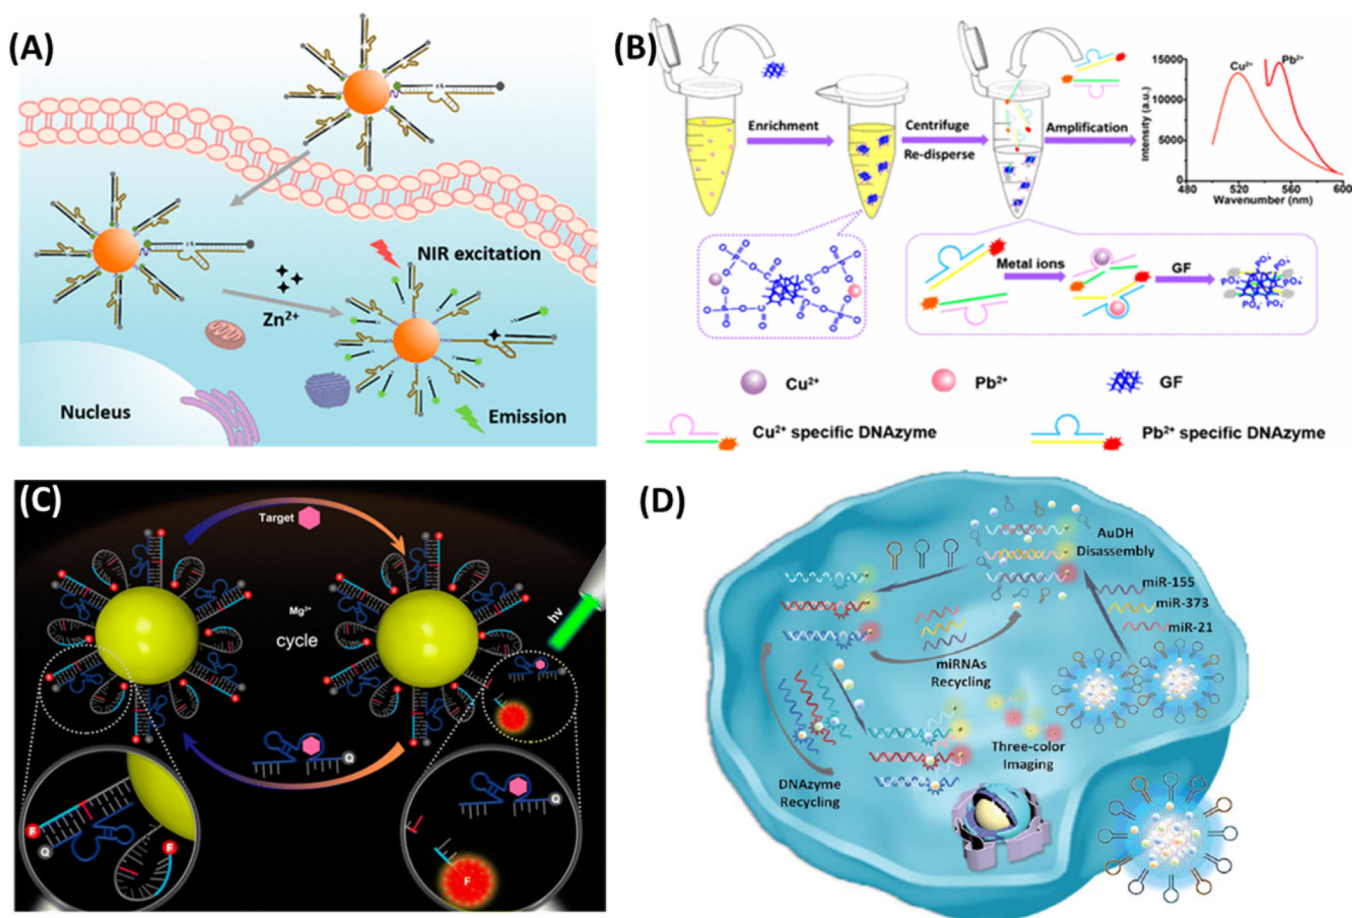 (A)
NIR excitation
Zn²⁺
Nucleus
Emission
(B)
Enrichment
Centrifuge
Re-disperse
Amplification
Cu²⁺
Pb²⁺
15000
10000
5000
0
Intensity (a.u.)
480 520 560 600
Wavenumber (nm)
Metal ions
GF
Cu²⁺
Pb²⁺
GF
Cu²⁺ specific DNAzyme
Pb²⁺ specific DNAzyme
(C)
Target
Mg²⁺
cycle
hv
Q
F
Q
F
Q
F
(D)
AuDH
Disassembly
miR-155
miR-373
miR-21
miRNAs
Recycling
Three-color
Imaging
DNAzyme
Recycling